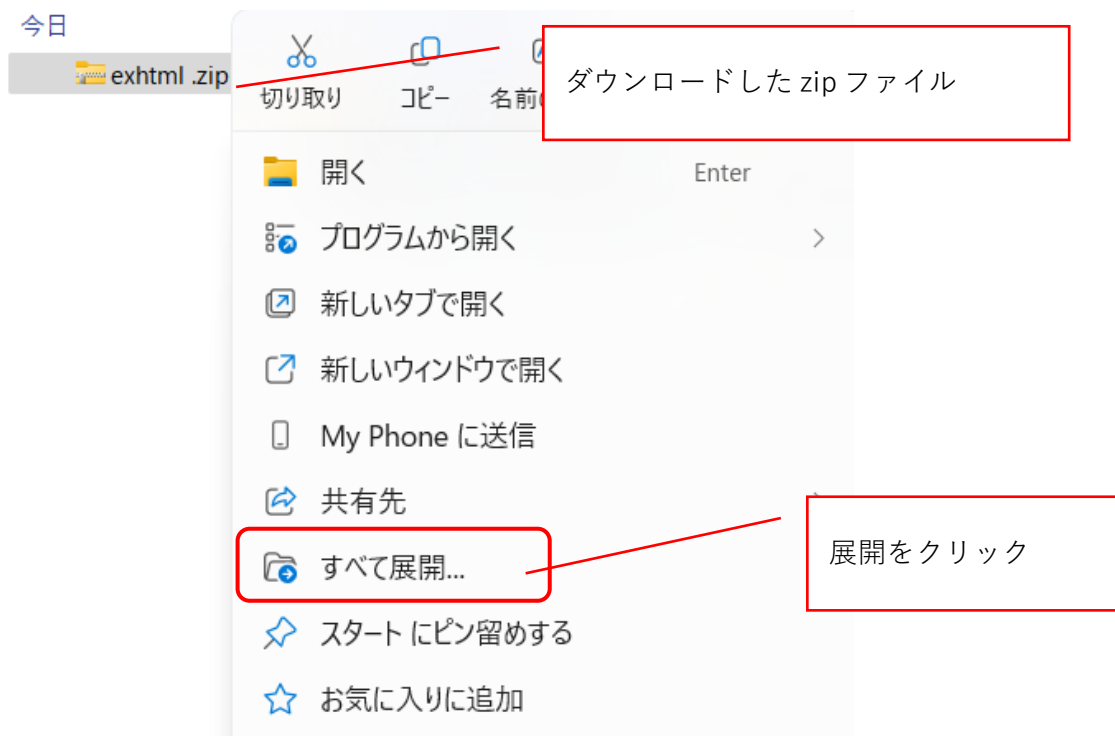 今日
exhtml .zip
切り取り
コピー
名前の
ダウンロードした zip ファイル
開く
Enter
プログラムから開く
新しいタブで開く
新しいウィンドウで開く
My Phone に送信
共有先
すべて展開...
展開をクリック
スタート にピン留めする
お気に入りに追加